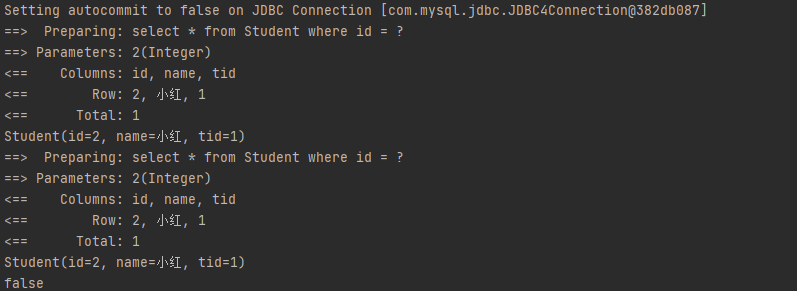 Setting autocommit to false on JDBC Connection [com.mysql.jdbc.JDBC4Connection@382db087]
==>  Preparing: select * from Student where id = ?
==> Parameters: 2(Integer)
<==    Columns: id, name, tid
<==        Row: 2, 小红, 1
<==      Total: 1
Student(id=2, name=小红, tid=1)
==>  Preparing: select * from Student where id = ?
==> Parameters: 2(Integer)
<==    Columns: id, name, tid
<==        Row: 2, 小红, 1
<==      Total: 1
Student(id=2, name=小红, tid=1)
false